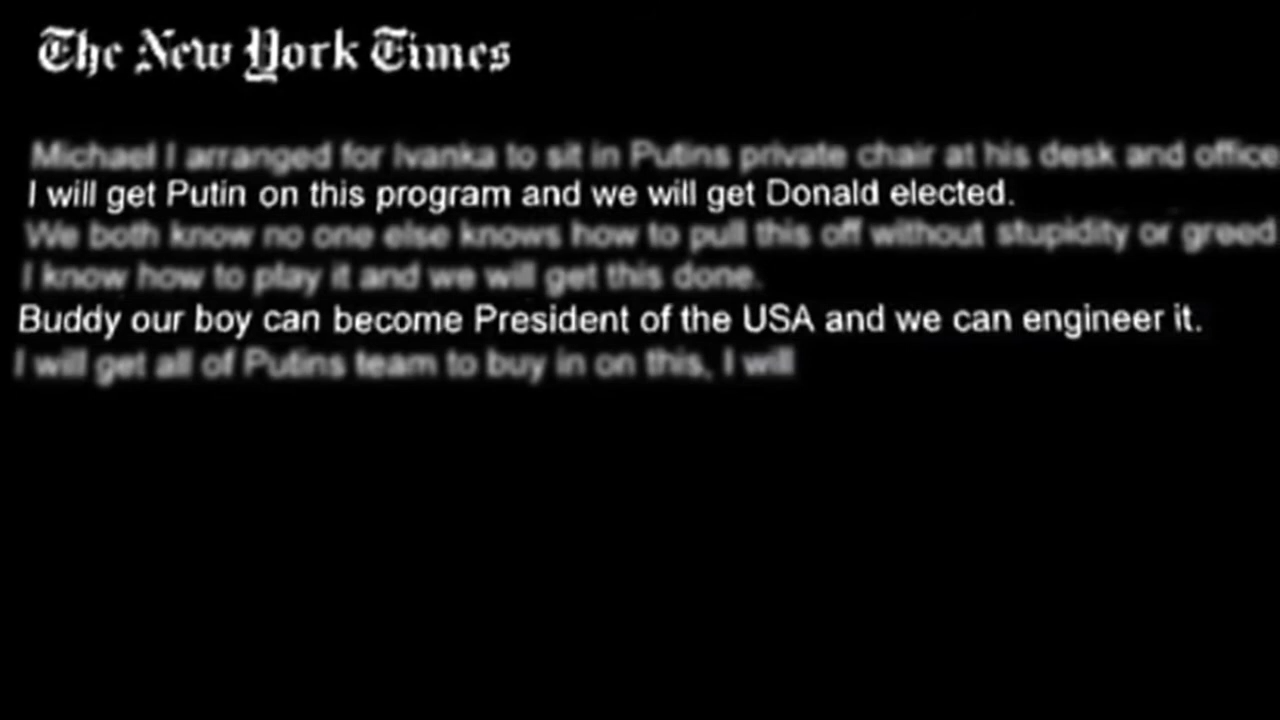 The New York Times
Michael I arranged for Ivanka to sit in Putins private chair at his desk and office
I will get Putin on this program and we will get Donald elected.
We both know no one else knows how to pull this off without stupidity or greed
I know how to play it and we will get this done.
Buddy our boy can become President of the USA and we can engineer it.
I will get all of Putins team to buy in on this, I will